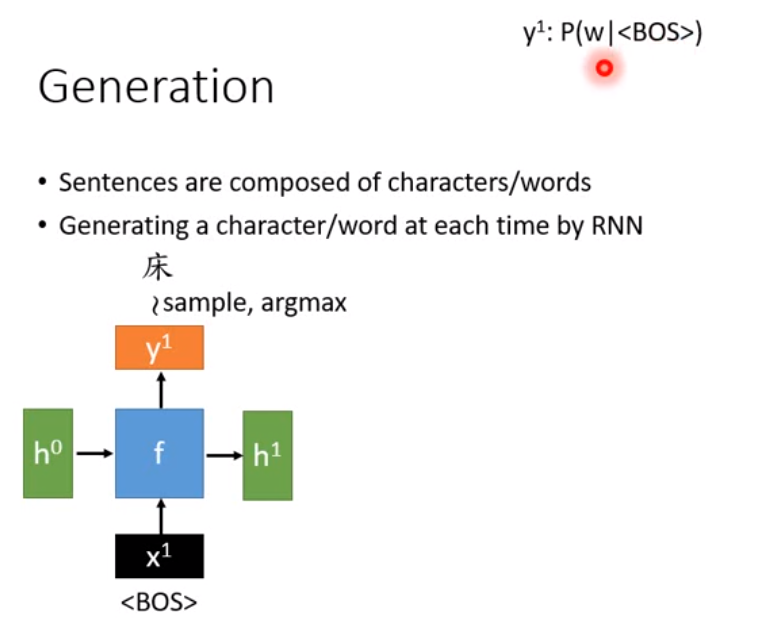 y¹: P(w|<BOS>)
Generation
• Sentences are composed of characters/words
• Generating a character/word at each time by RNN
床
~sample, argmax
y¹
h⁰ f h¹
x¹
<BOS>